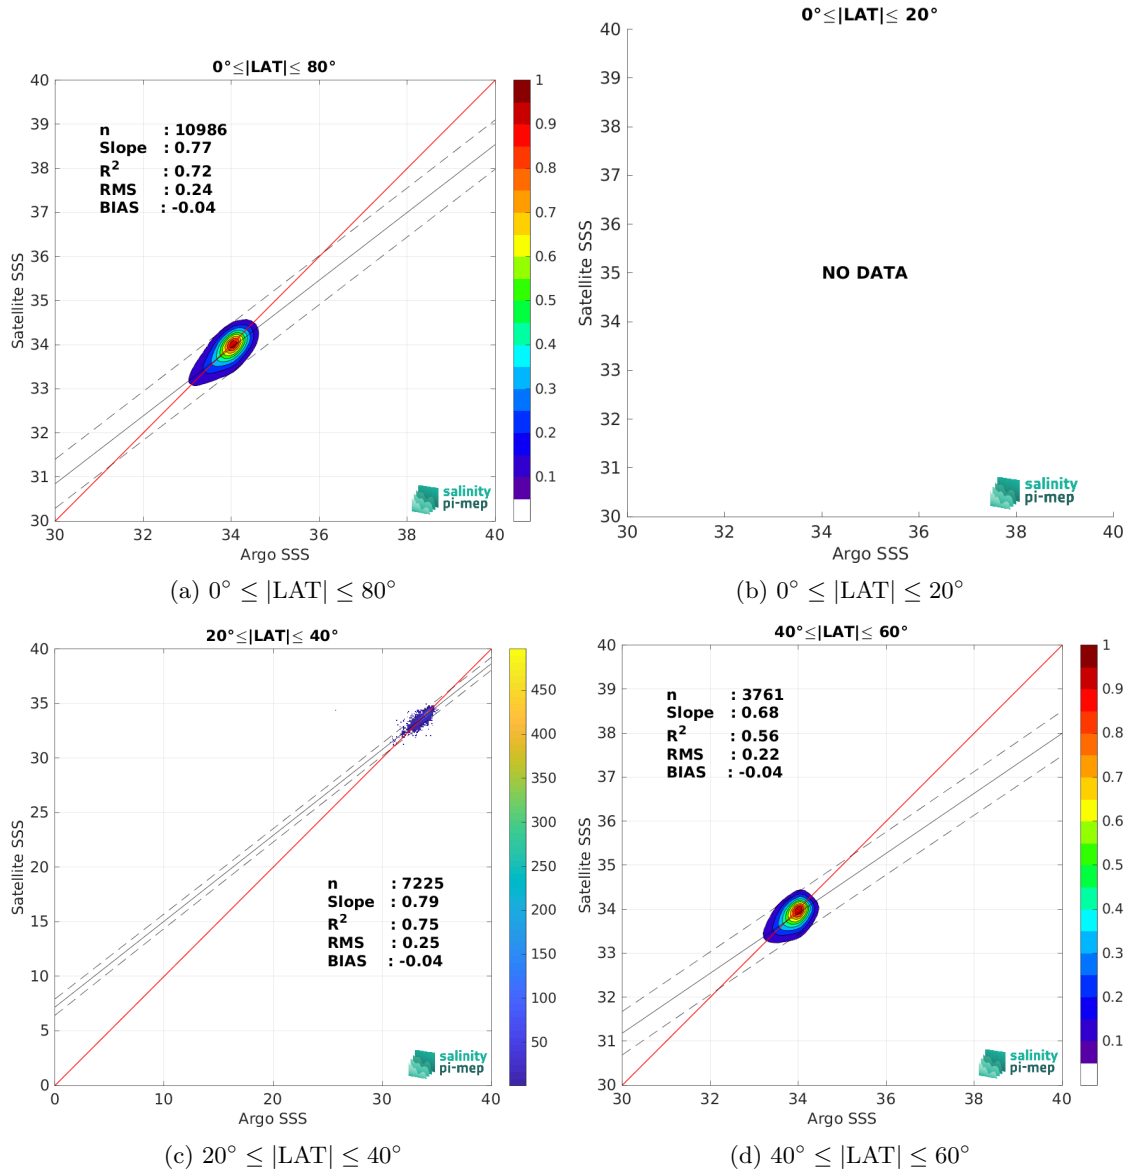 0°≤|LAT|≤ 80°
40
39
38
37
36
35
34
33
32
31
30
30 32 34 36 38 40
Satellite SSS
Argo SSS
n : 10986
Slope : 0.77
R² : 0.72
RMS : 0.24
BIAS : -0.04
salinity
pi-mep
1
0.9
0.8
0.7
0.6
0.5
0.4
0.3
0.2
0.1
(a) 0° ≤ |LAT| ≤ 80°
0°≤|LAT|≤ 20°
40
39
38
37
36
35
34
33
32
31
30
30 32 34 36 38 40
Satellite SSS
Argo SSS
NO DATA
salinity
pi-mep
(b) 0° ≤ |LAT| ≤ 20°
20°≤|LAT|≤ 40°
40
35
30
25
20
15
10
5
0
0 10 20 30 40
Satellite SSS
Argo SSS
n : 7225
Slope : 0.79
R² : 0.75
RMS : 0.25
BIAS : -0.04
salinity
pi-mep
450
400
350
300
250
200
150
100
50
(c) 20° ≤ |LAT| ≤ 40°
40°≤|LAT|≤ 60°
40
39
38
37
36
35
34
33
32
31
30
30 32 34 36 38 40
Satellite SSS
Argo SSS
n : 3761
Slope : 0.68
R² : 0.56
RMS : 0.22
BIAS : -0.04
salinity
pi-mep
1
0.9
0.8
0.7
0.6
0.5
0.4
0.3
0.2
0.1
(d) 40° ≤ |LAT| ≤ 60°